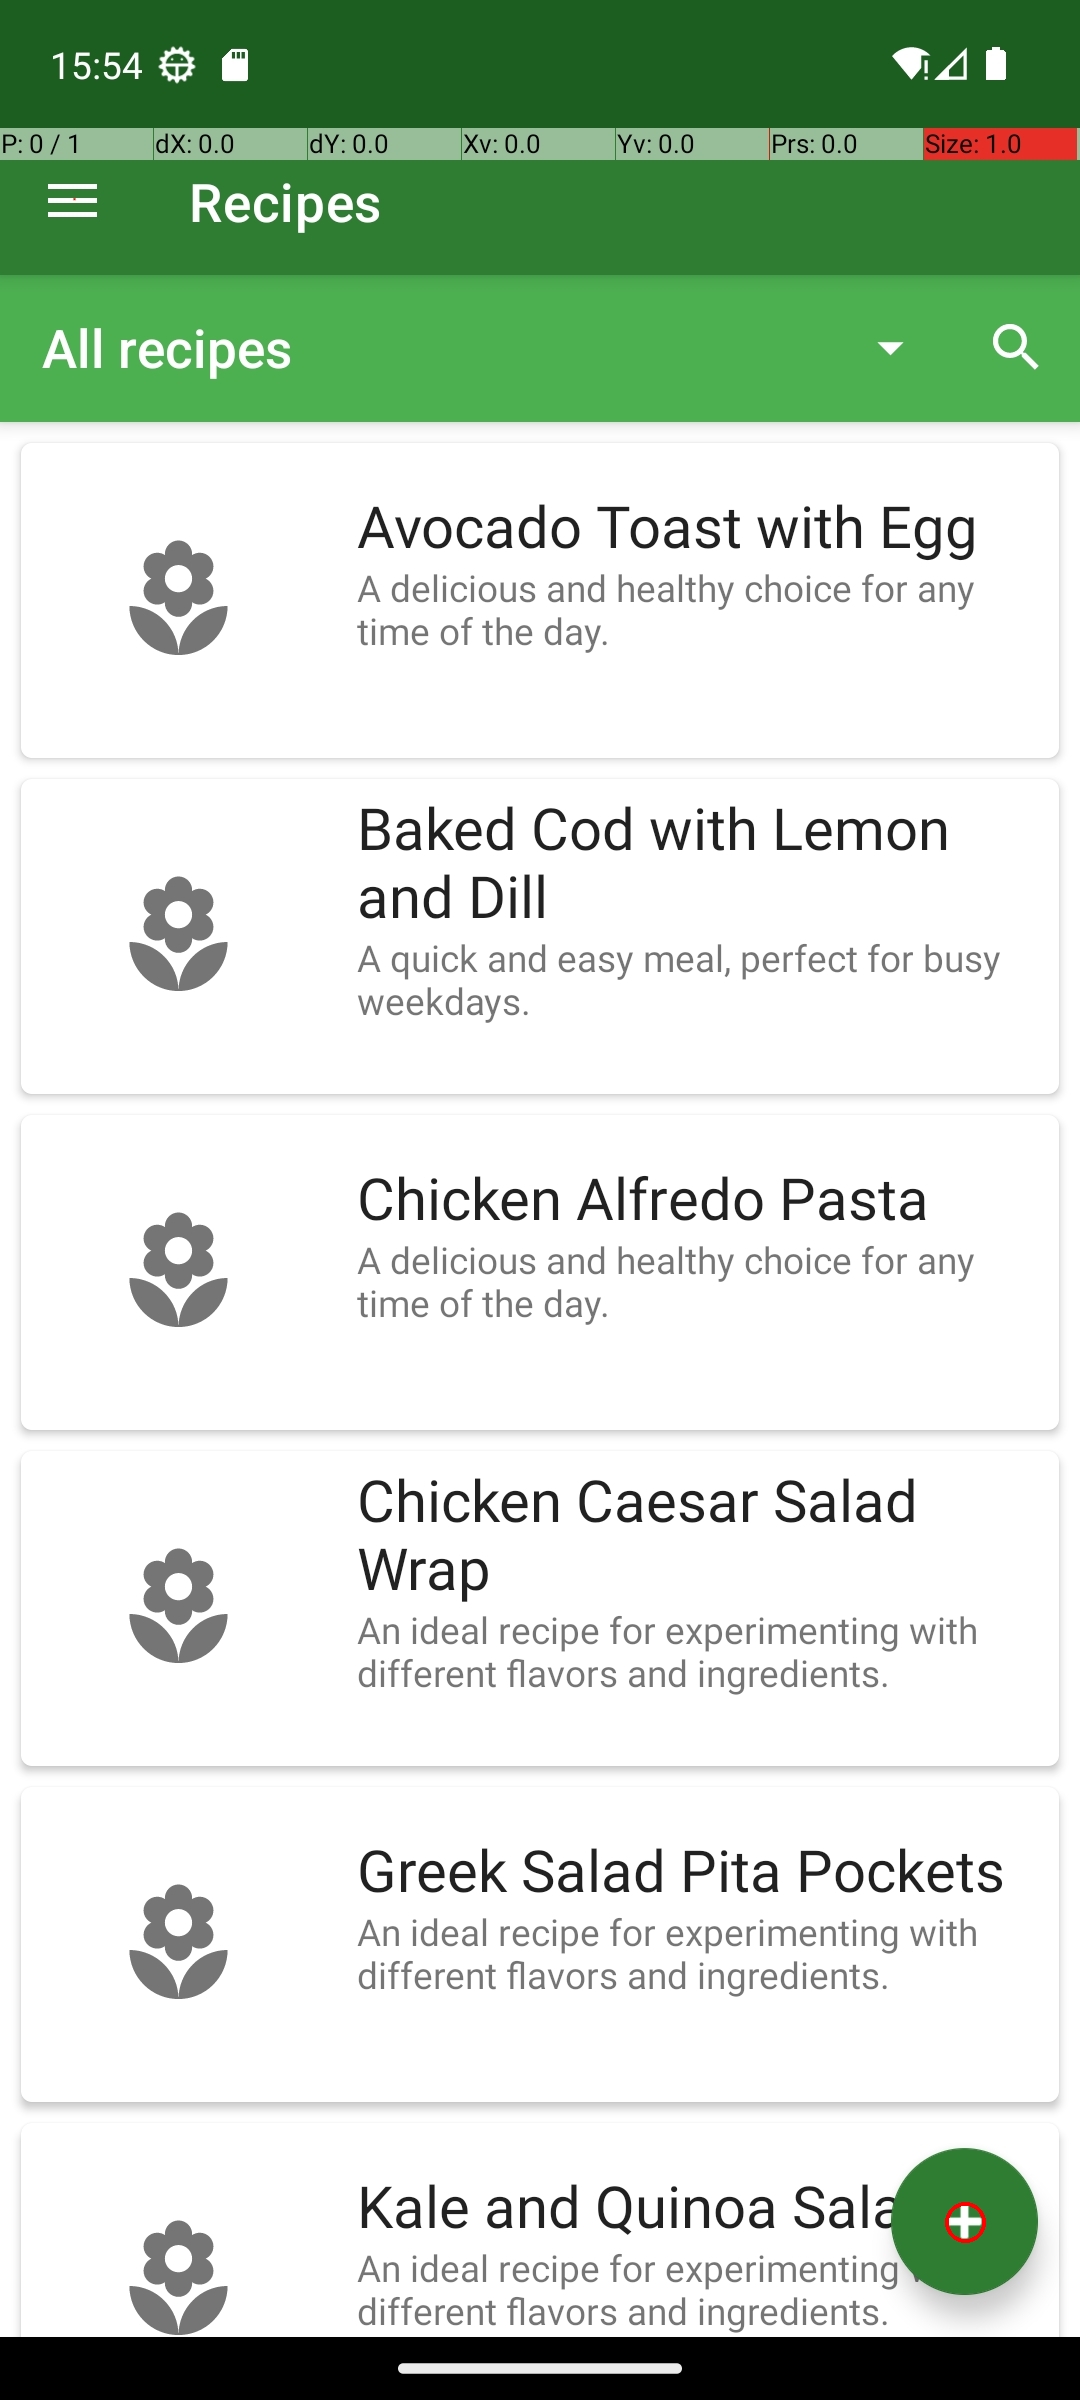 15:54
P: 0 / 1 dX: 0.0 dY: 0.0 Xv: 0.0 Yv: 0.0 Prs: 0.0 Size: 1.0
Recipes
All recipes
Avocado Toast with Egg
A delicious and healthy choice for any
time of the day.
Baked Cod with Lemon
and Dill
A quick and easy meal, perfect for busy
weekdays.
Chicken Alfredo Pasta
A delicious and healthy choice for any
time of the day.
Chicken Caesar Salad
Wrap
An ideal recipe for experimenting with
different flavors and ingredients.
Greek Salad Pita Pockets
An ideal recipe for experimenting with
different flavors and ingredients.
Kale and Quinoa
An ideal recipe for experimenting
different flavors and ingredients.